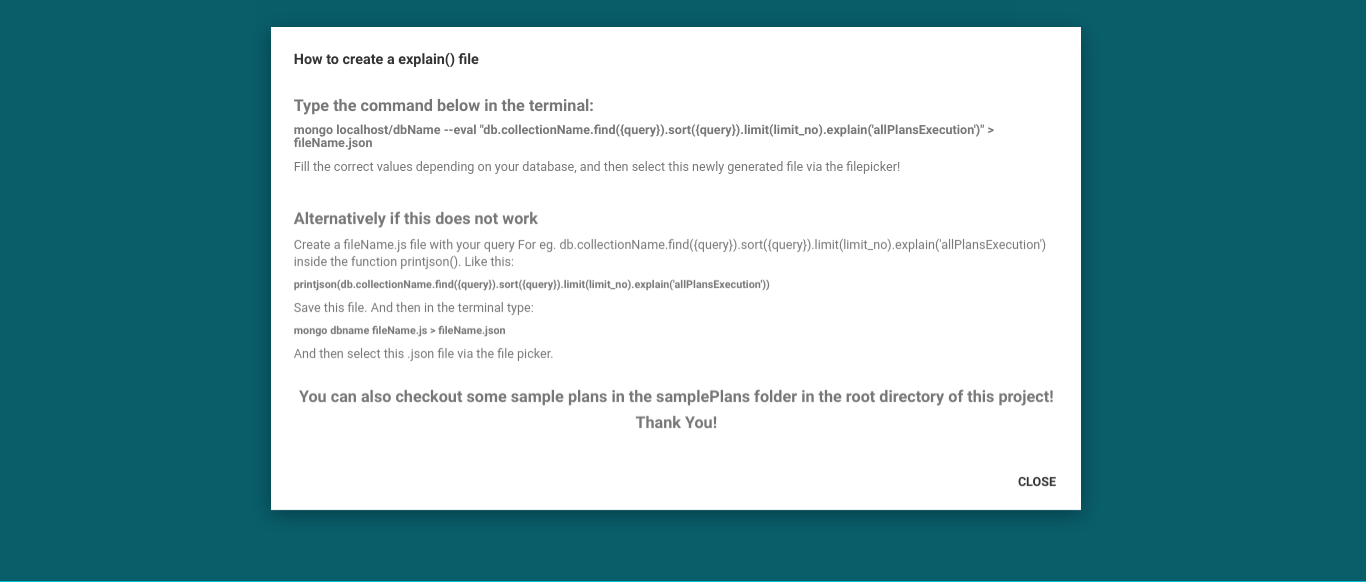 How to create a explain() file
Type the command below in the terminal:
mongo localhost/dbName --eval "db.collectionName.find({query}).sort({query}).limit(limit_no).explain('allPlansExecution')" >
fileName.json
Fill the correct values depending on your database, and then select this newly generated file via the filepicker!
Alternatively if this does not work
Create a fileName.js file with your query For eg. db.collectionName.find({query}).sort({query}).limit(limit_no).explain('allPlansExecution')
inside the function printjson(). Like this:
printjson(db.collectionName.find({query}).sort({query}).limit(limit_no).explain('allPlansExecution'))
Save this file. And then in the terminal type:
mongo dbname fileName.js > fileName.json
And then select this .json file via the file picker.
You can also checkout some sample plans in the samplePlans folder in the root directory of this project!
Thank You!
CLOSE